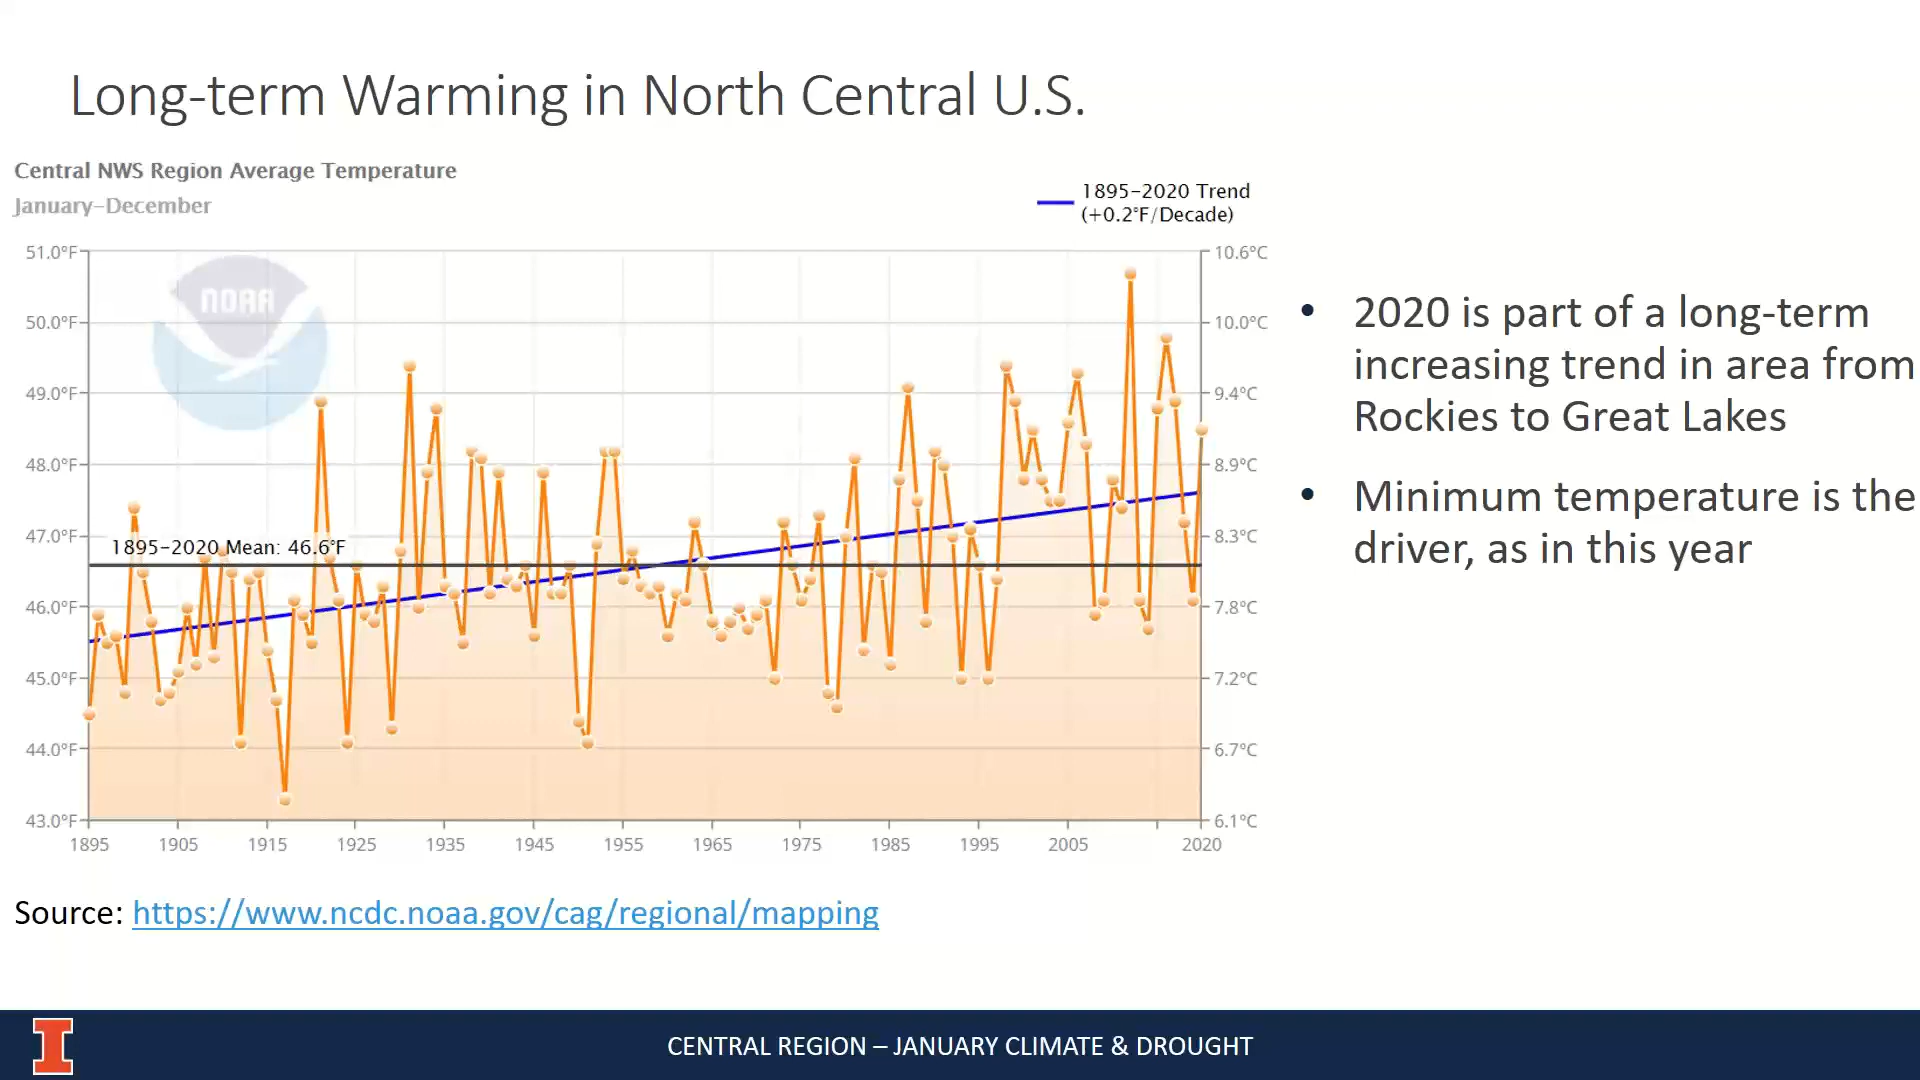 Long-term Warming in North Central U.S.
Central NWS Region Average Temperature
January–December
1895–2020 Trend
(+0.2°F/Decade)
51.0°F
50.0°F
49.0°F
48.0°F
47.0°F
46.0°F
45.0°F
44.0°F
43.0°F
NOAA
1895–2020 Mean: 46.6°F
10.6°C
10.0°C
9.4°C
8.9°C
8.3°C
7.8°C
7.2°C
6.7°C
6.1°C
1895 1905 1915 1925 1935 1945 1955 1965 1975 1985 1995 2005 2020
• 2020 is part of a long-term
increasing trend in area from
Rockies to Great Lakes
• Minimum temperature is the
driver, as in this year
Source: https://www.ncdc.noaa.gov/cag/regional/mapping
I
CENTRAL REGION – JANUARY CLIMATE & DROUGHT